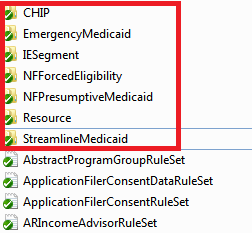 CHIP
EmergencyMedicaid
IESegment
NFForcedEligibility
NFPresumptiveMedicaid
Resource
StreamlineMedicaid
AbstractProgramGroupRuleSet
ApplicationFilerConsentDataRuleSet
ApplicationFilerConsentRuleSet
ARIncomeAdvisorRuleSet